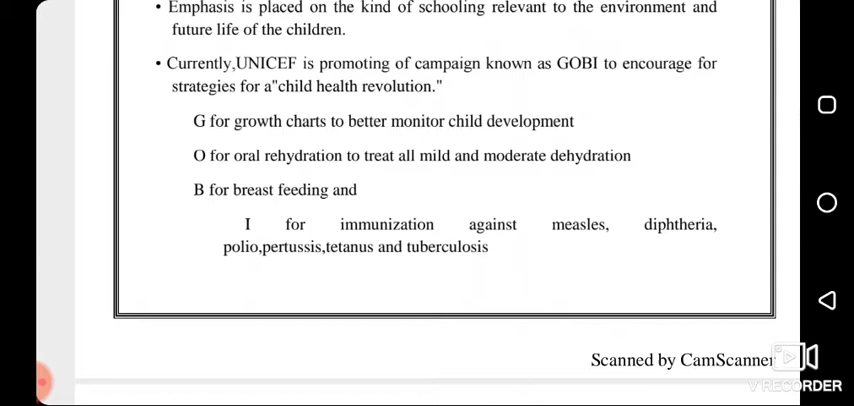 • Emphasis is placed on the kind of schooling relevant to the environment and
future life of the children.
• Currently,UNICEF is promoting of campaign known as GOBI to encourage for
strategies for a"child health revolution."
G for growth charts to better monitor child development
O for oral rehydration to treat all mild and moderate dehydration
B for breast feeding and
I for immunization against measles, diphtheria,
polio,pertussis,tetanus and tuberculosis
Scanned by CamScanner
V RECORDER